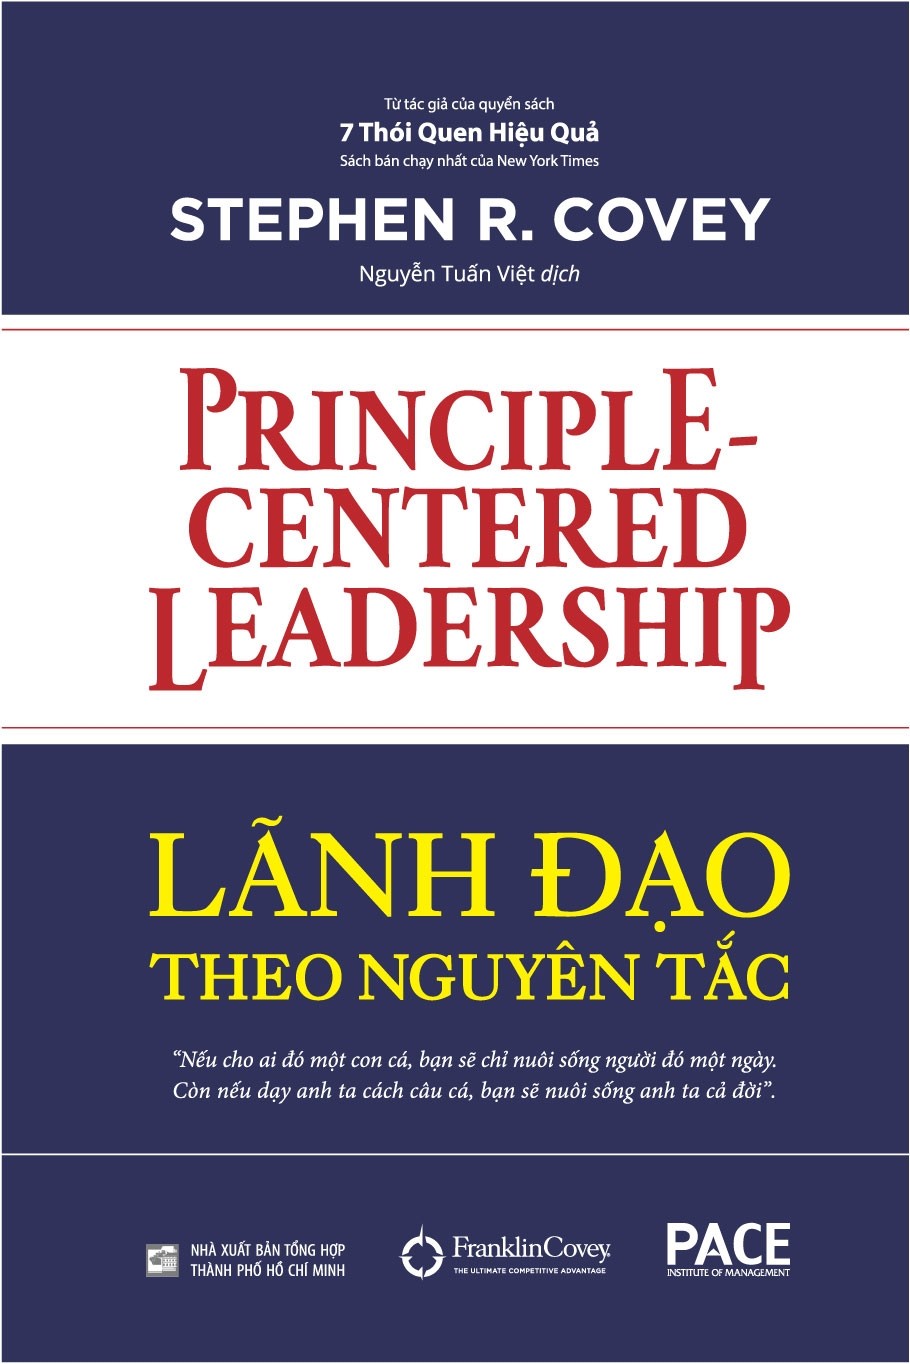 Từ tác giả của quyển sách
7 Thói Quen Hiệu Quả
Sách bán chạy nhất của New York Times
STEPHEN R. COVEY
Nguyễn Tuấn Việt dịch
PRINCIPLE-
CENTERED
LEADERSHIP
LÃNH ĐẠO
THEO NGUYÊN TẮC
“Nếu cho ai đó một con cá, bạn sẽ chỉ nuôi sống người đó một ngày.
Còn nếu dạy anh ta cách câu cá, bạn sẽ nuôi sống anh ta cả đời”.
NHÀ XUẤT BẢN TỔNG HỢP
THÀNH PHỐ HỒ CHÍ MINH
FranklinCovey®
THE ULTIMATE COMPETITIVE ADVANTAGE
PACE
INSTITUTE OF MANAGEMENT